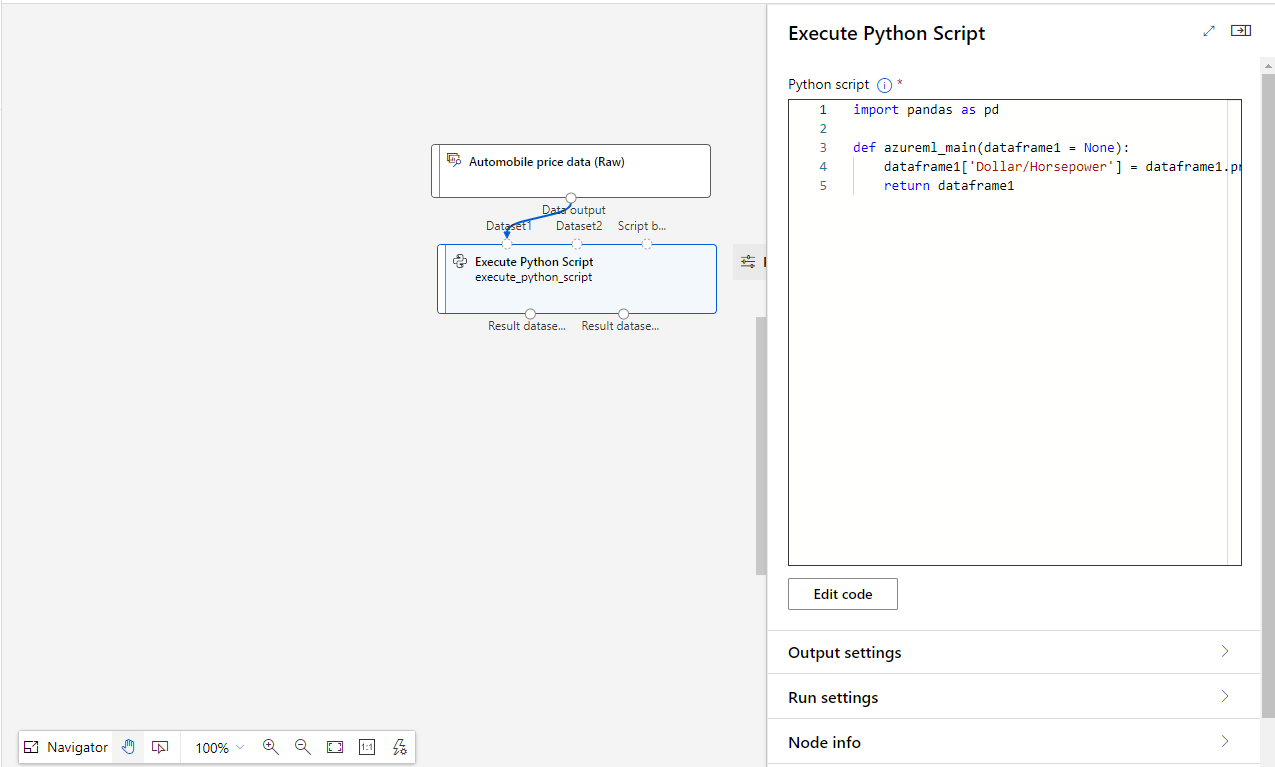 Automobile price data (Raw)
Data output
Dataset1 Dataset2 Script b...
Execute Python Script
execute_python_script
Result datase... Result datase...
Navigator
100%
1:1
Execute Python Script
Python script i *
1 import pandas as pd
2
3 def azureml_main(dataframe1 = None):
4 dataframe1['Dollar/Horsepower'] = dataframe1.pr
5 return dataframe1
Edit code
Output settings
Run settings
Node info